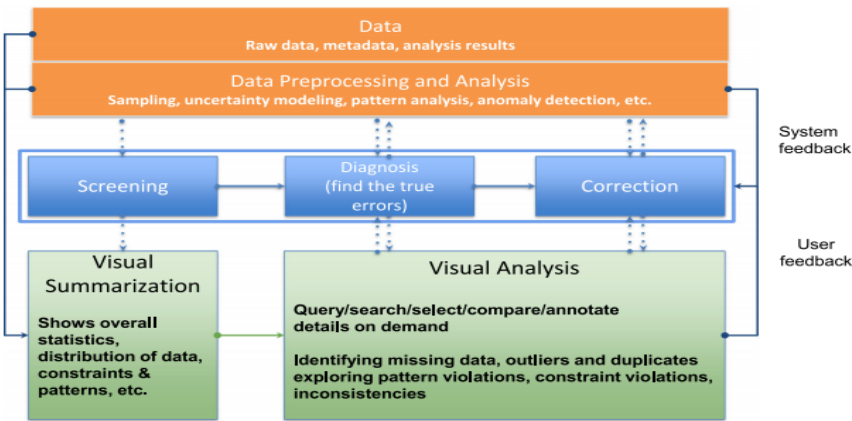 Data
Raw data, metadata, analysis results
Data Preprocessing and Analysis
Sampling, uncertainty modeling, pattern analysis, anomaly detection, etc.
System
feedback
Screening
Diagnosis
(find the true
errors)
Correction
User
feedback
Visual
Summarization
Shows overall
statistics,
distribution of data,
constraints &
patterns, etc.
Visual Analysis
Query/search/select/compare/annotate
details on demand
Identifying missing data, outliers and duplicates
exploring pattern violations, constraint violations,
inconsistencies